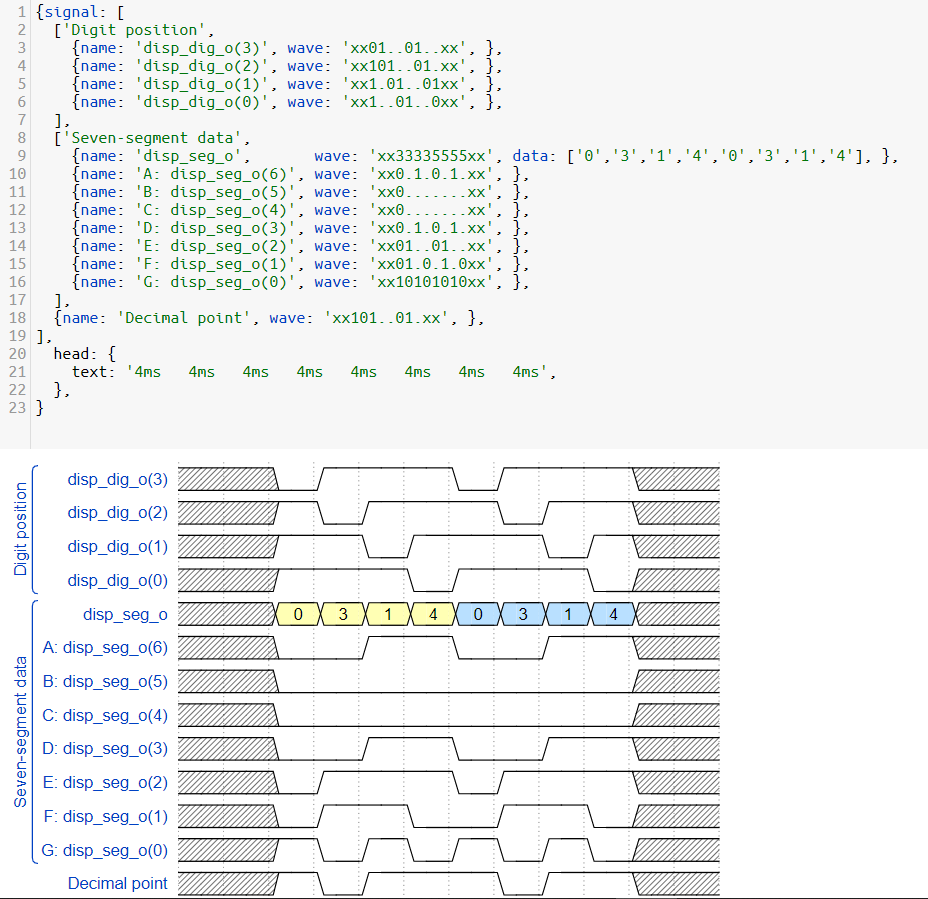 1 {signal: [
2   ['Digit position',
3     {name: 'disp_dig_o(3)', wave: 'xx01..01..xx', },
4     {name: 'disp_dig_o(2)', wave: 'xx101..01.xx', },
5     {name: 'disp_dig_o(1)', wave: 'xx1.01..01xx', },
6     {name: 'disp_dig_o(0)', wave: 'xx1..01..0xx', },
7   ],
8   ['Seven-segment data',
9     {name: 'disp_seg_o',       wave: 'xx33335555xx', data: ['0','3','1','4','0','3','1','4'], },
10     {name: 'A: disp_seg_o(6)', wave: 'xx0.1.0.1.xx', },
11     {name: 'B: disp_seg_o(5)', wave: 'xx0.......xx', },
12     {name: 'C: disp_seg_o(4)', wave: 'xx0.......xx', },
13     {name: 'D: disp_seg_o(3)', wave: 'xx0.1.0.1.xx', },
14     {name: 'E: disp_seg_o(2)', wave: 'xx01..01..xx', },
15     {name: 'F: disp_seg_o(1)', wave: 'xx01.0.1.0xx', },
16     {name: 'G: disp_seg_o(0)', wave: 'xx10101010xx', },
17   ],
18   {name: 'Decimal point', wave: 'xx101..01.xx', },
19 ],
20   head: {
21     text: '4ms   4ms   4ms   4ms   4ms   4ms   4ms   4ms',
22   },
23 }
Digit position
disp_dig_o(3)
disp_dig_o(2)
disp_dig_o(1)
disp_dig_o(0)
Seven-segment data
disp_seg_o 0 3 1 4 0 3 1 4
A: disp_seg_o(6)
B: disp_seg_o(5)
C: disp_seg_o(4)
D: disp_seg_o(3)
E: disp_seg_o(2)
F: disp_seg_o(1)
G: disp_seg_o(0)
Decimal point